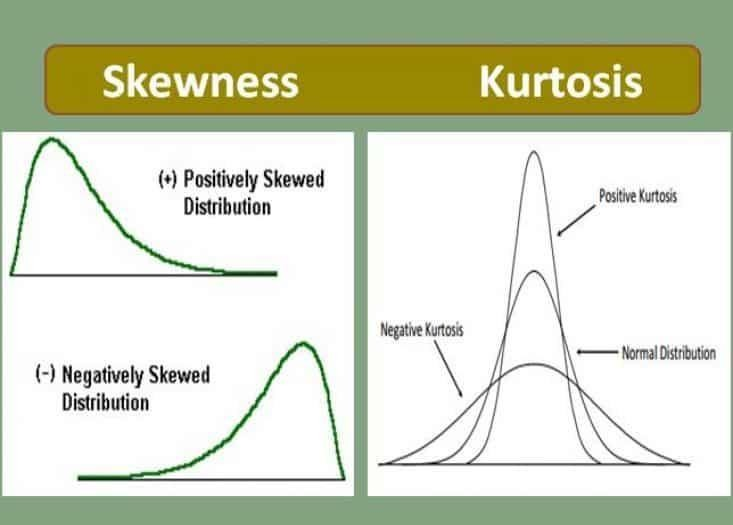 Skewness Kurtosis
(+) Positively Skewed
Distribution
(-) Negatively Skewed
Distribution
Positive Kurtosis
Negative Kurtosis
Normal Distribution